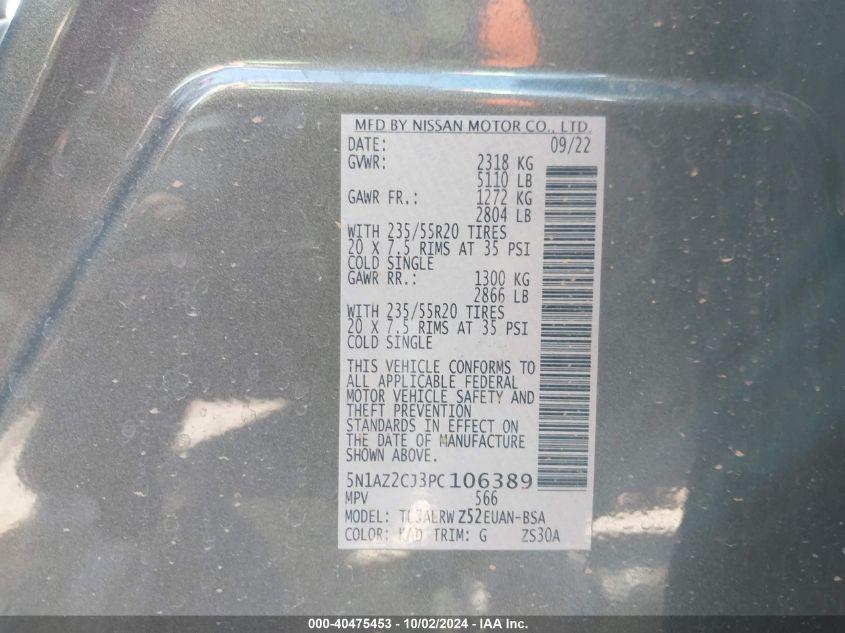 MFD BY NISSAN MOTOR CO., LTD.
DATE: 09/22
GVWR: 2318 KG
5110 LB
GAWR FR.: 1272 KG
2804 LB
WITH 235/55R20 TIRES
20 X 7.5 RIMS AT 35 PSI
COLD SINGLE
GAWR RR.: 1300 KG
2866 LB
WITH 235/55R20 TIRES
20 X 7.5 RIMS AT 35 PSI
COLD SINGLE
THIS VEHICLE CONFORMS TO
ALL APPLICABLE FEDERAL
MOTOR VEHICLE SAFETY AND
THEFT PREVENTION
STANDARDS IN EFFECT ON
THE DATE OF MANUFACTURE
SHOWN ABOVE.
5N1AZ2CJ3PC106389
MPV 566
MODEL: Z52EUAN-BSA
COLOR: KAD TRIM: G ZS30A
000-40475453 - 10/02/2024 - IAA Inc.